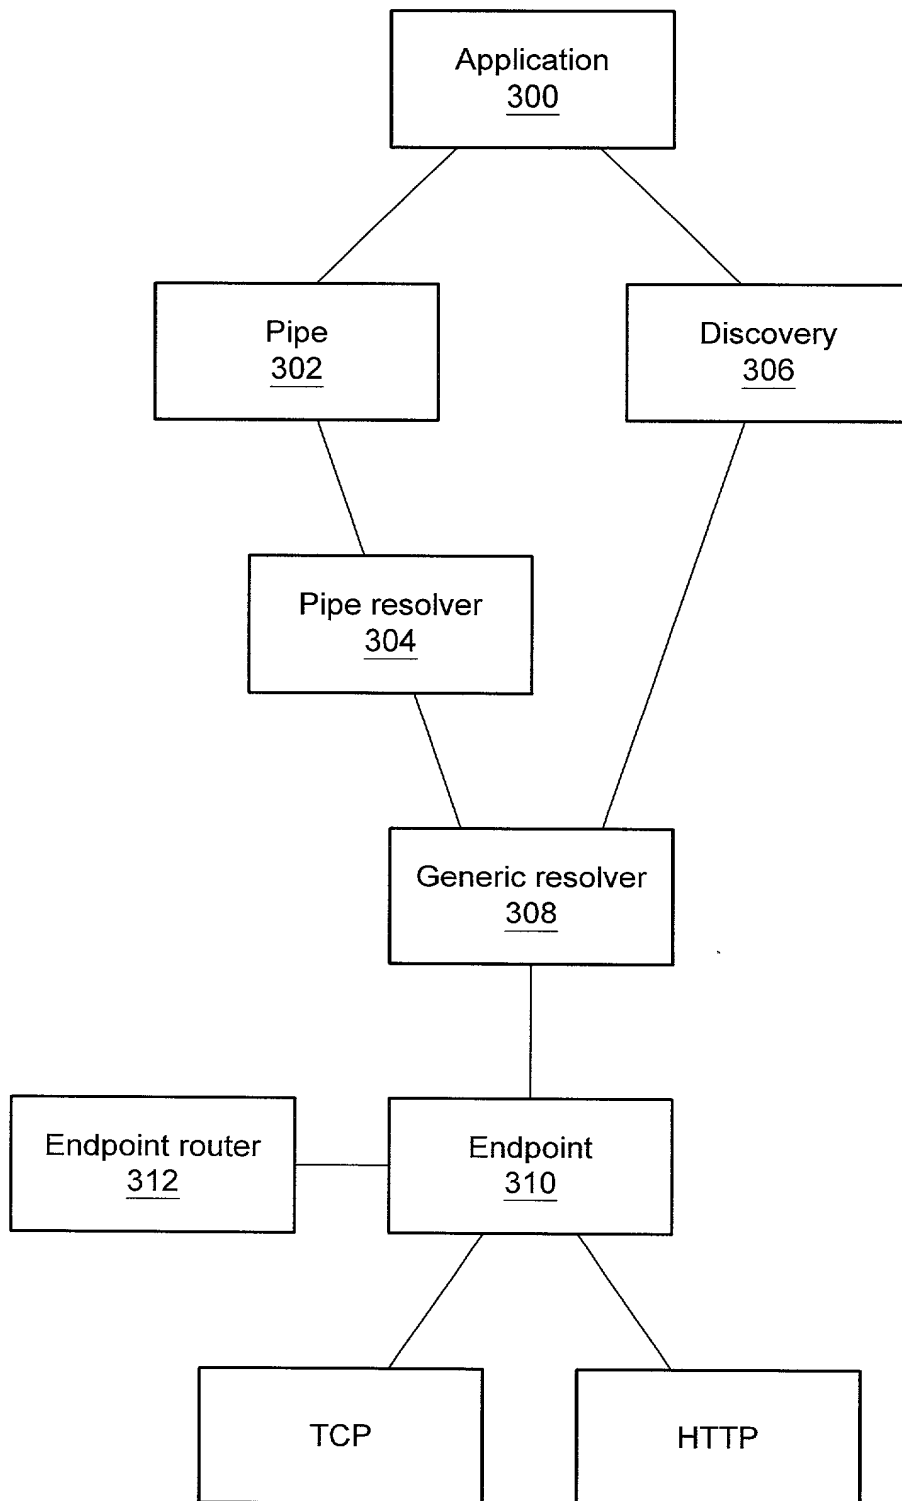 Application
300
Pipe
302
Discovery
306
Pipe resolver
304
Generic resolver
308
Endpoint router
312
Endpoint
310
TCP
HTTP